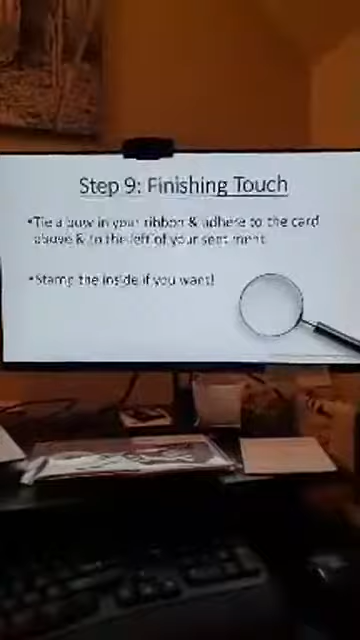 Step 9: Finishing Touch
•Tie a bow in your ribbon & adhere to the card
above & to the left of your sentiment.
•Stamp the inside if you want!